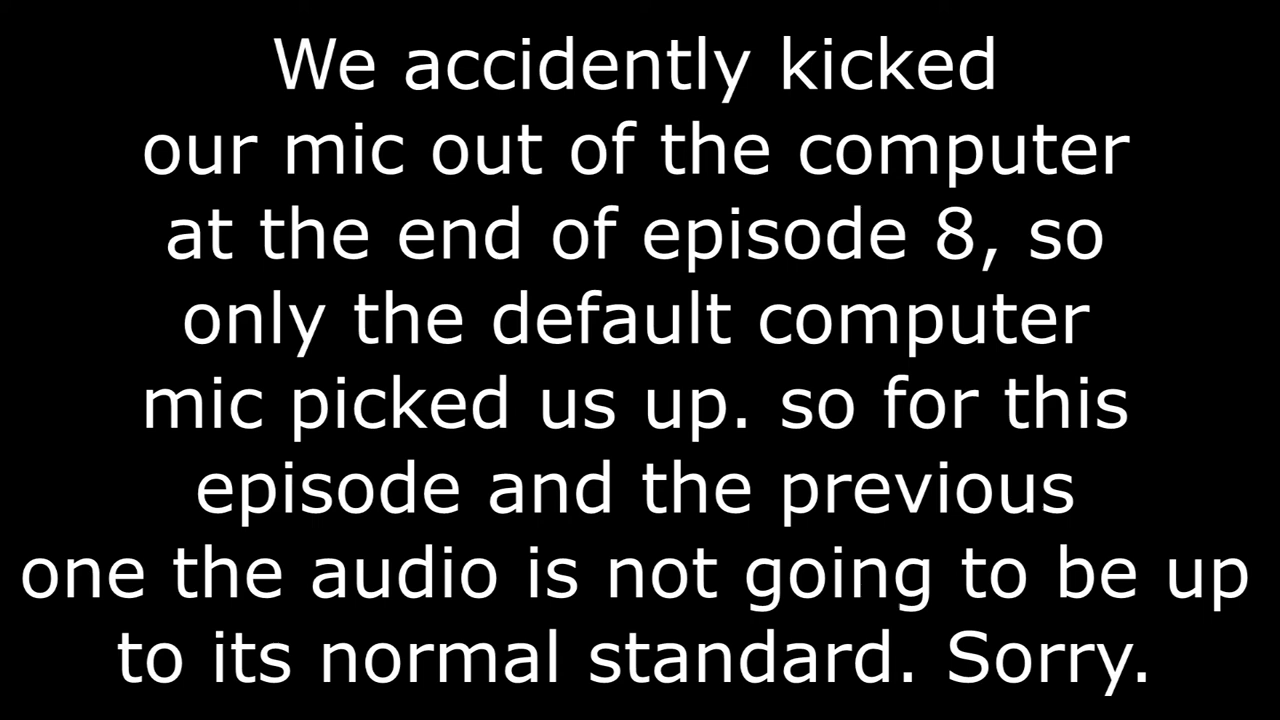 We accidently kicked
our mic out of the computer
at the end of episode 8, so
only the default computer
mic picked us up. so for this
episode and the previous
one the audio is not going to be up
to its normal standard. Sorry.